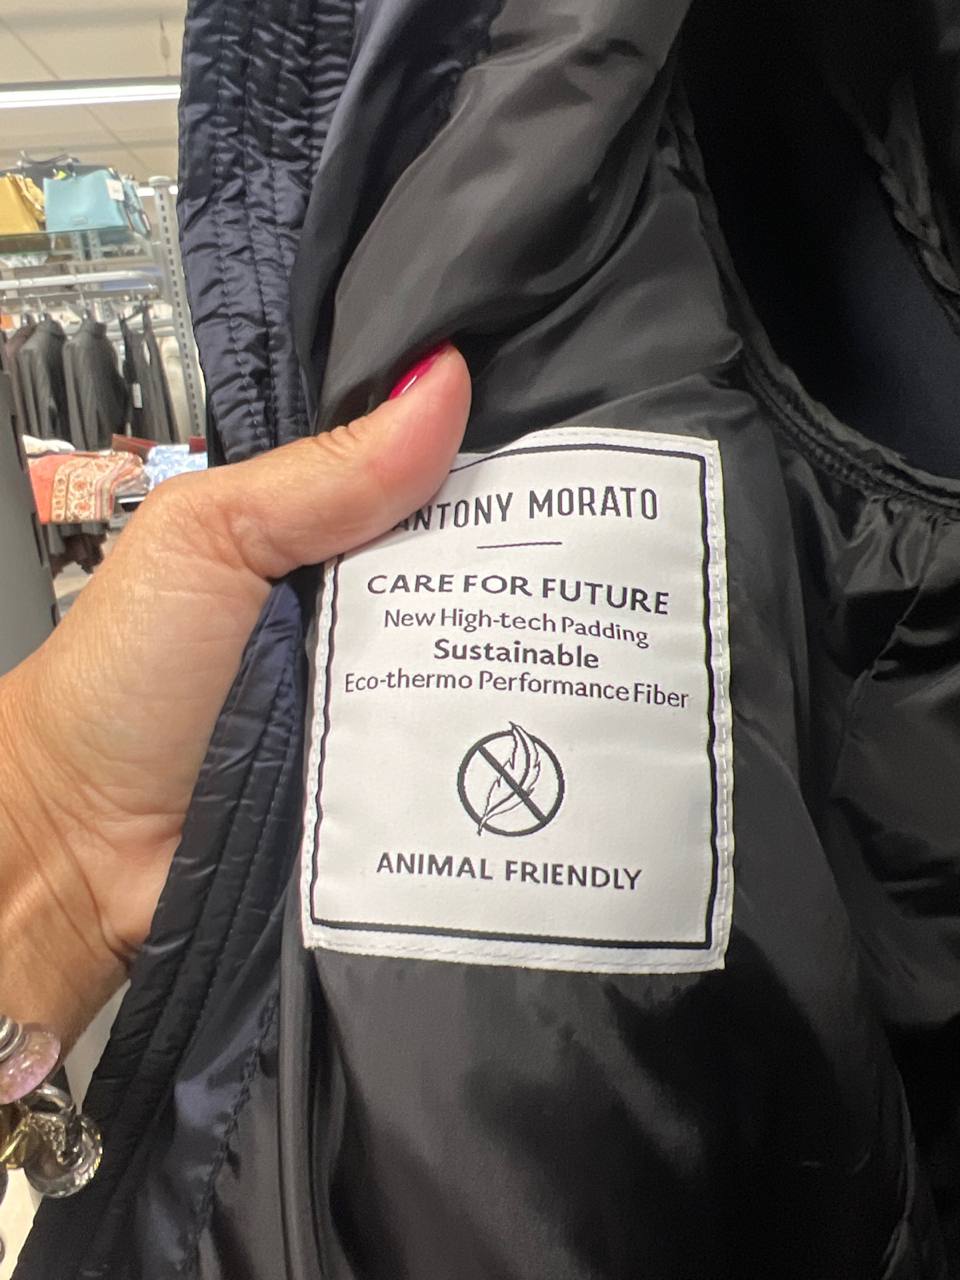 ANTONY MORATO
CARE FOR FUTURE
New High-tech Padding
Sustainable
Eco-thermo Performance Fiber
ANIMAL FRIENDLY